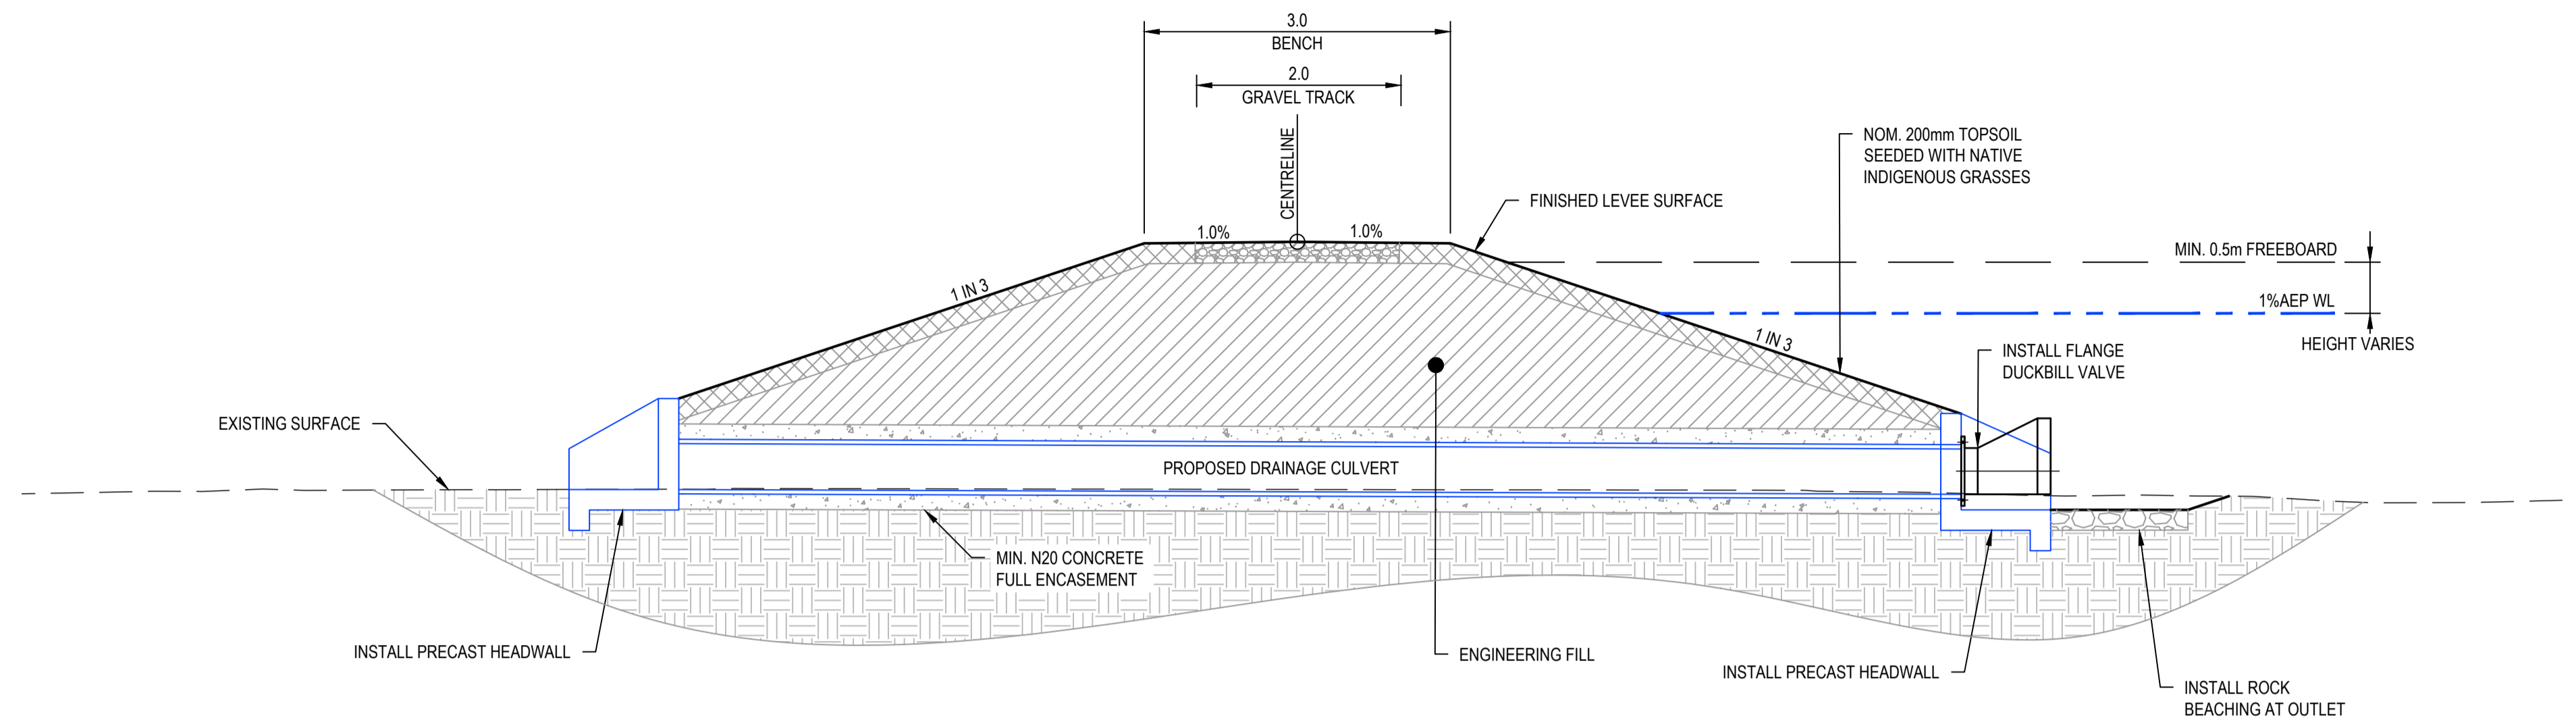 3.0
BENCH
2.0
GRAVEL TRACK
CENTRELINE
1.0%
1.0%
NOM. 200mm TOPSOIL
SEEDED WITH NATIVE
INDIGENOUS GRASSES
FINISHED LEVEE SURFACE
MIN. 0.5m FREEBOARD
1 IN 3
1%AEP WL
1 IN 3
HEIGHT VARIES
INSTALL FLANGE
DUCKBILL VALVE
EXISTING SURFACE
PROPOSED DRAINAGE CULVERT
MIN. N20 CONCRETE
FULL ENCASEMENT
INSTALL PRECAST HEADWALL
ENGINEERING FILL
INSTALL PRECAST HEADWALL
INSTALL ROCK
BEACHING AT OUTLET